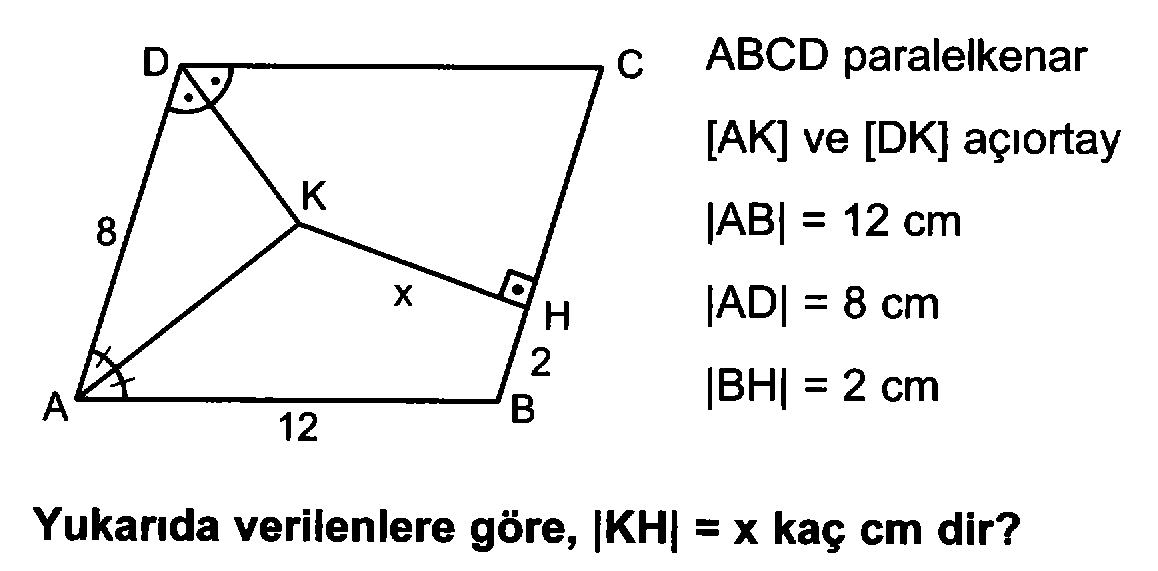 D
C
ABCD paralelkenar
[AK] ve [DK] açıortay
K
8
|AB| = 12 cm
x
H
|AD| = 8 cm
2
|BH| = 2 cm
A
B
12
Yukarıda verilenlere göre, |KH| = x kaç cm dir?